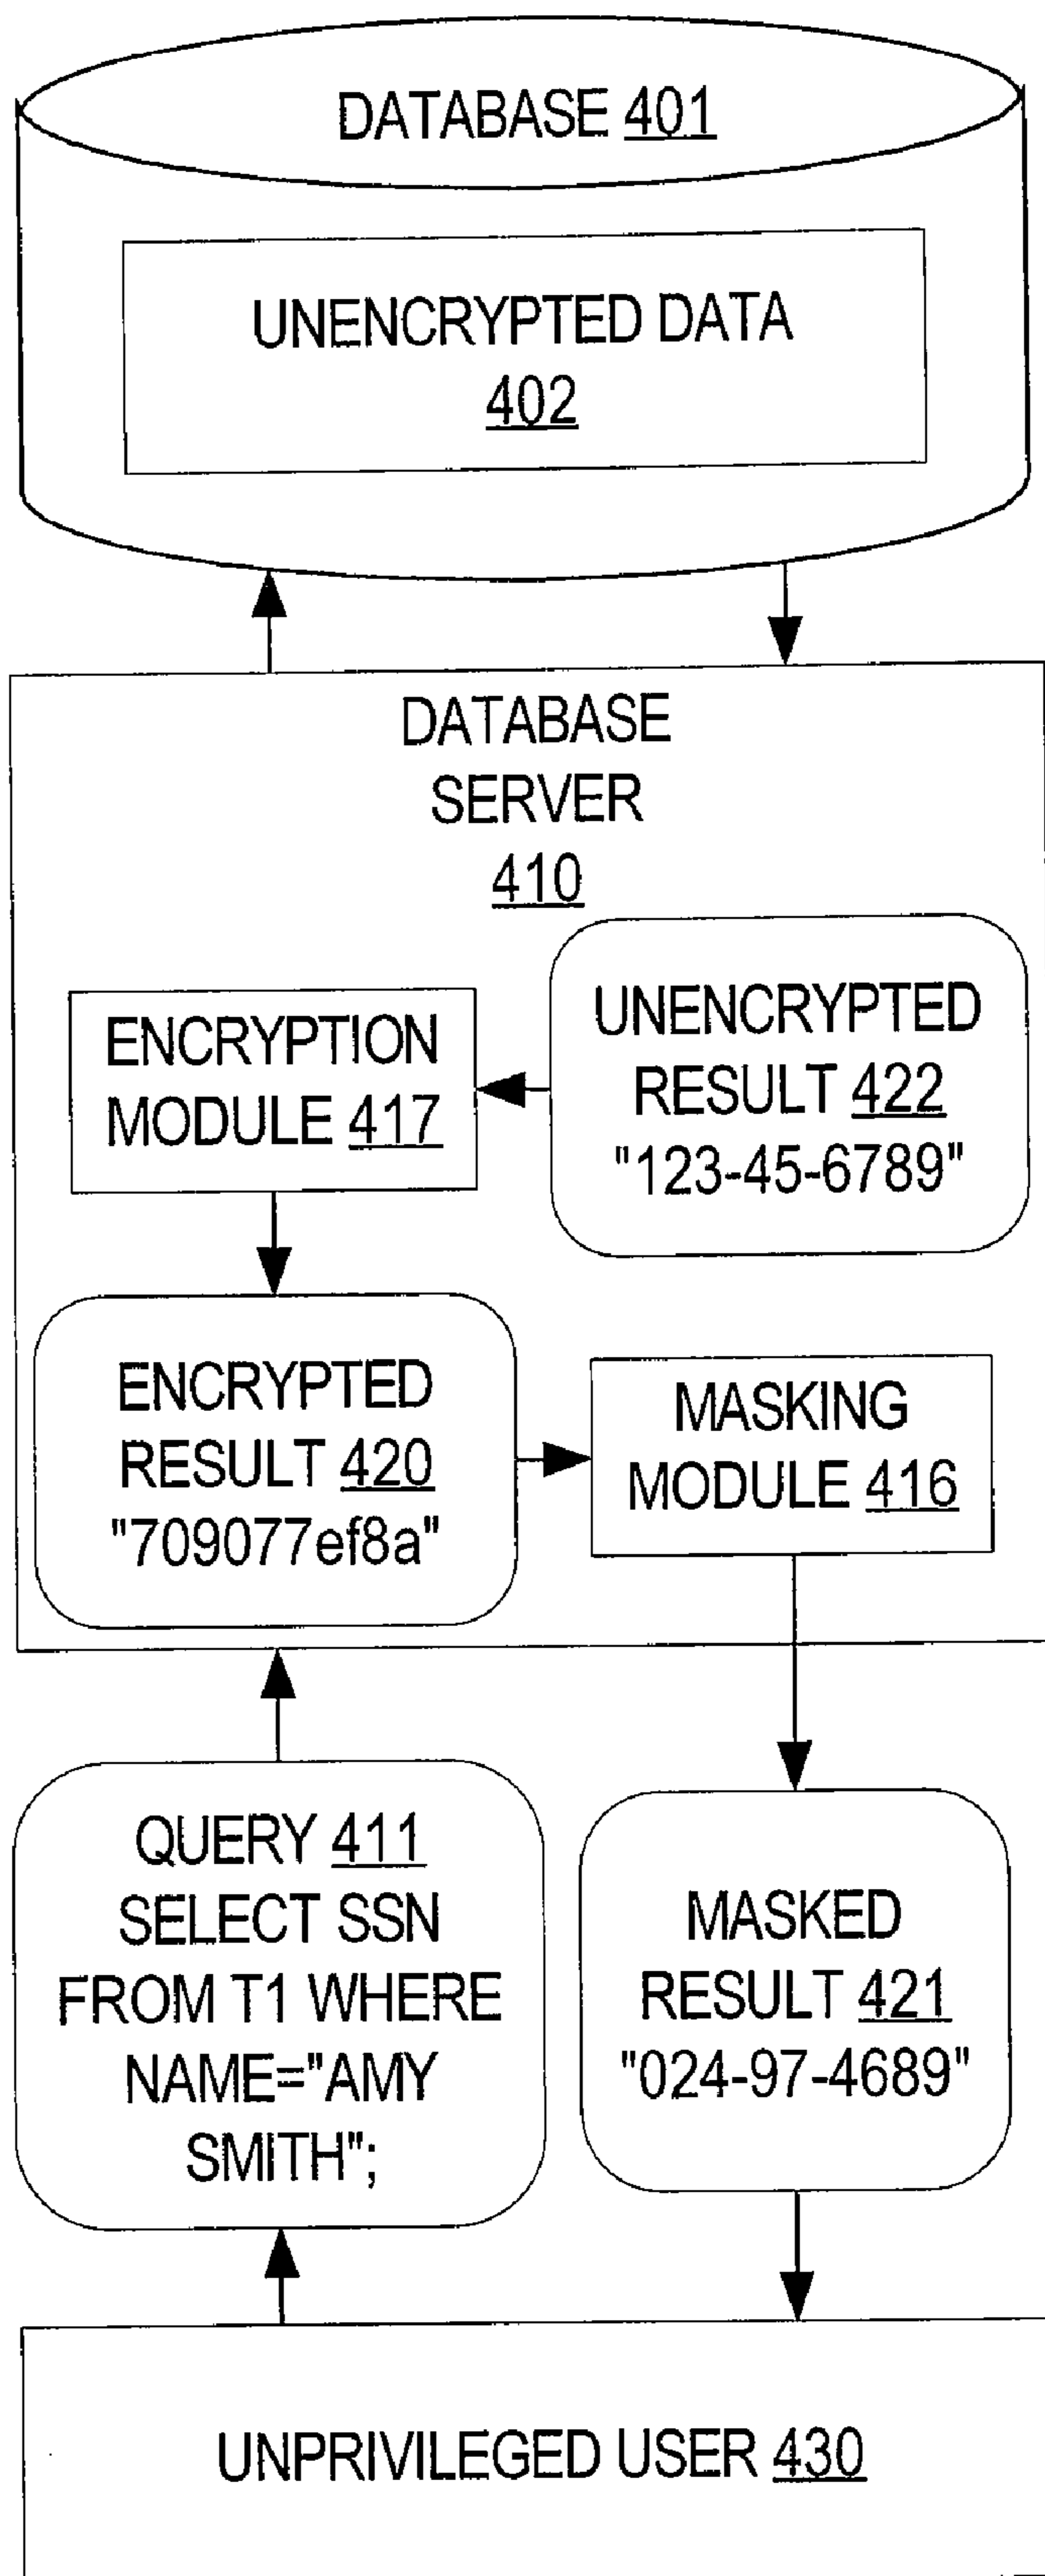 DATABASE 401
UNENCRYPTED DATA
402
DATABASE
SERVER
410
UNENCRYPTED
RESULT 422
"123-45-6789"
ENCRYPTION
MODULE 417
ENCRYPTED
RESULT 420
"709077ef8a"
MASKING
MODULE 416
QUERY 411
SELECT SSN
FROM T1 WHERE
NAME="AMY
SMITH";
MASKED
RESULT 421
"024-97-4689"
UNPRIVILEGED USER 430